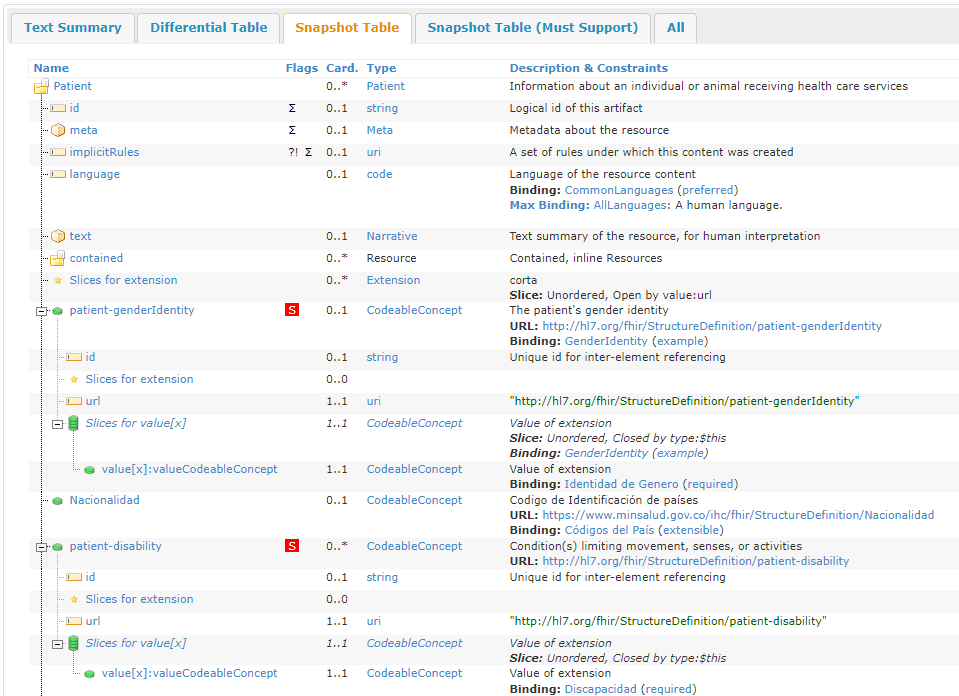 Text Summary Differential Table Snapshot Table Snapshot Table (Must Support) All
Name Flags Card. Type Description & Constraints
Patient 0..* Patient Information about an individual or animal receiving health care services
id Σ 0..1 string Logical id of this artifact
meta Σ 0..1 Meta Metadata about the resource
implicitRules ?! Σ 0..1 uri A set of rules under which this content was created
language 0..1 code Language of the resource content
Binding: CommonLanguages (preferred)
Max Binding: AllLanguages: A human language.
text 0..1 Narrative Text summary of the resource, for human interpretation
contained 0..* Resource Contained, inline Resources
Slices for extension 0..* Extension corta
Slice: Unordered, Open by value:url
patient-genderIdentity S 0..1 CodeableConcept The patient's gender identity
URL: http://hl7.org/fhir/StructureDefinition/patient-genderIdentity
Binding: GenderIdentity (example)
id 0..1 string Unique id for inter-element referencing
Slices for extension 0..0
url 1..1 uri "http://hl7.org/fhir/StructureDefinition/patient-genderIdentity"
Slices for value[x] 1..1 CodeableConcept Value of extension
Slice: Unordered, Closed by type:$this
Binding: GenderIdentity (example)
value[x]:valueCodeableConcept 1..1 CodeableConcept Value of extension
Binding: Identidad de Genero (required)
Nacionalidad 0..1 CodeableConcept Codigo de Identificación de países
URL: https://www.minsalud.gov.co/ihc/fhir/StructureDefinition/Nacionalidad
Binding: Códigos del País (extensible)
patient-disability S 0..* CodeableConcept Condition(s) limiting movement, senses, or activities
URL: http://hl7.org/fhir/StructureDefinition/patient-disability
id 0..1 string Unique id for inter-element referencing
Slices for extension 0..0
url 1..1 uri "http://hl7.org/fhir/StructureDefinition/patient-disability"
Slices for value[x] 1..1 CodeableConcept Value of extension
Slice: Unordered, Closed by type:$this
value[x]:valueCodeableConcept 1..1 CodeableConcept Value of extension
Binding: Discapacidad (required)